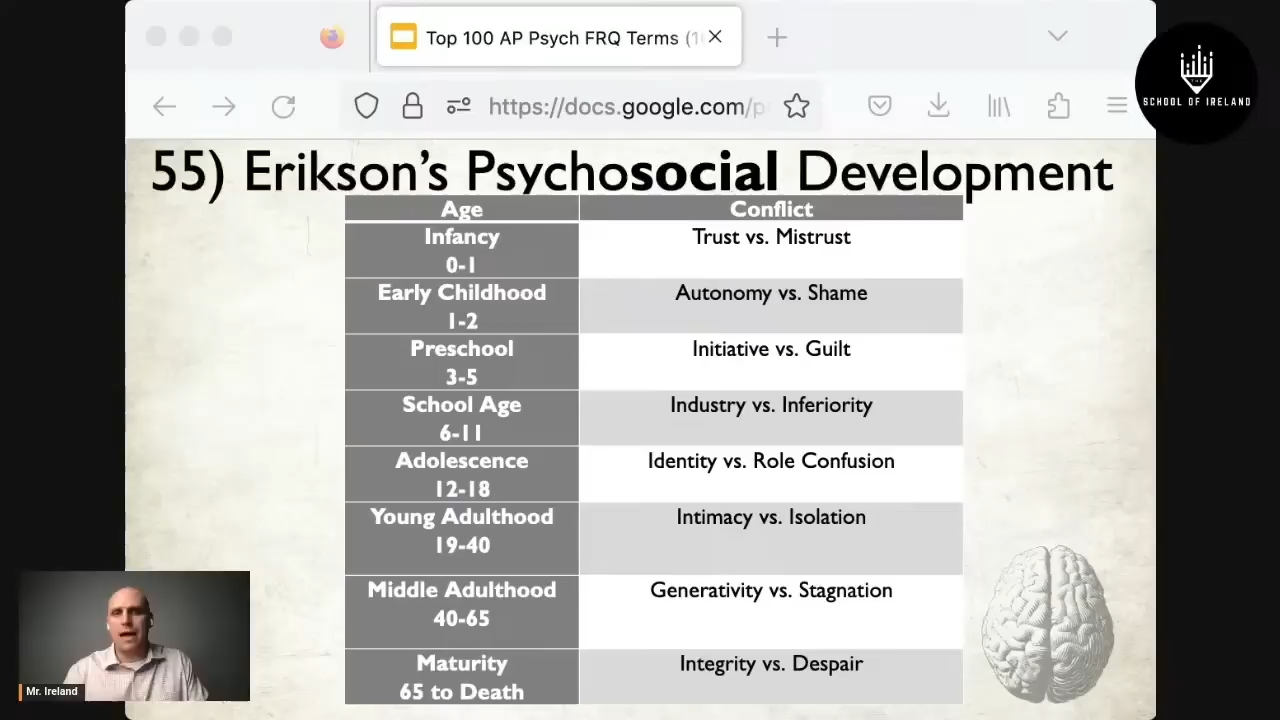 Top 100 AP Psych FRQ Terms (1
https://docs.google.com/p
THE
SCHOOL OF IRELAND
55) Erikson's Psychosocial Development
Age Conflict
Infancy Trust vs. Mistrust
0-1
Early Childhood Autonomy vs. Shame
1-2
Preschool Initiative vs. Guilt
3-5
School Age Industry vs. Inferiority
6-11
Adolescence Identity vs. Role Confusion
12-18
Young Adulthood Intimacy vs. Isolation
19-40
Middle Adulthood Generativity vs. Stagnation
40-65
Maturity Integrity vs. Despair
65 to Death
Mr. Ireland